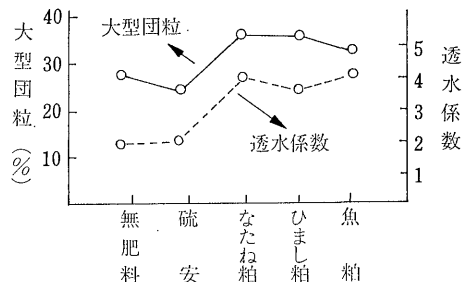 大型団粒(%)
40
30
20
10
大型団粒
透水係数
5
4
3
2
1
透水係数
無肥料
硫安
なたね粕
ひまし粕
魚粕